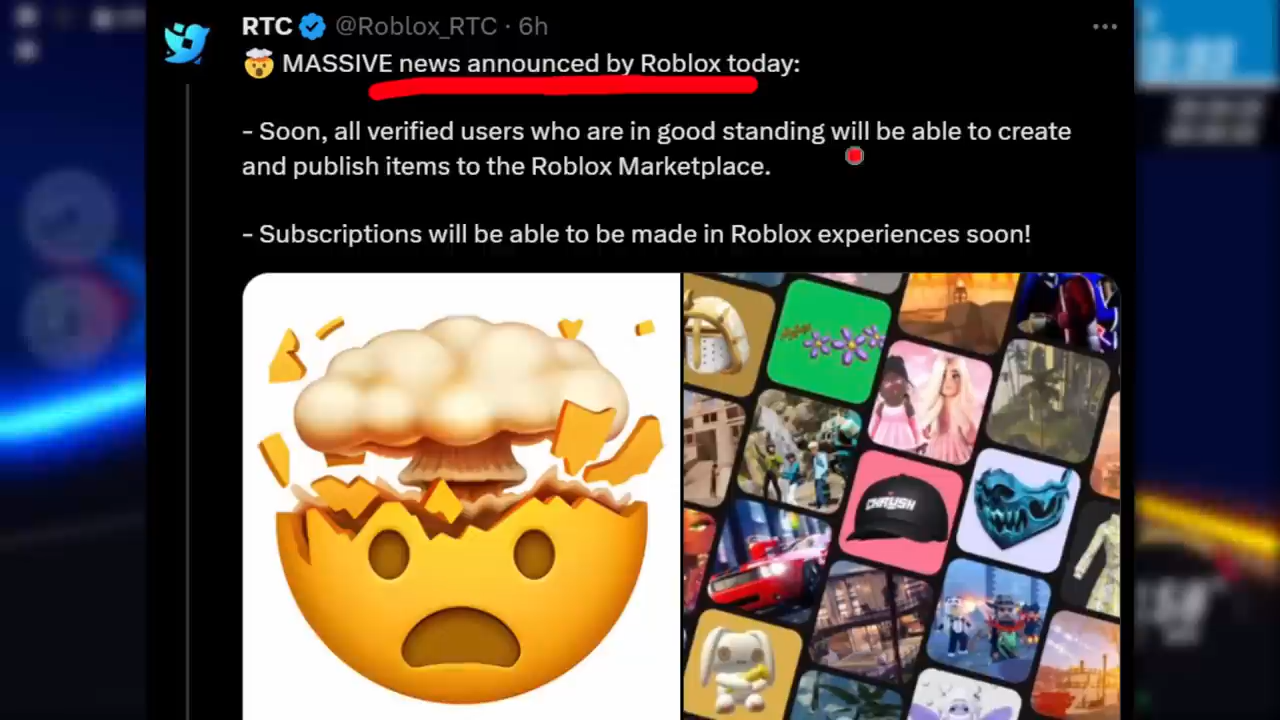 RTC @Roblox_RTC · 6h
🤯 MASSIVE news announced by Roblox today:
- Soon, all verified users who are in good standing will be able to create
and publish items to the Roblox Marketplace.
- Subscriptions will be able to be made in Roblox experiences soon!
CHRYSH